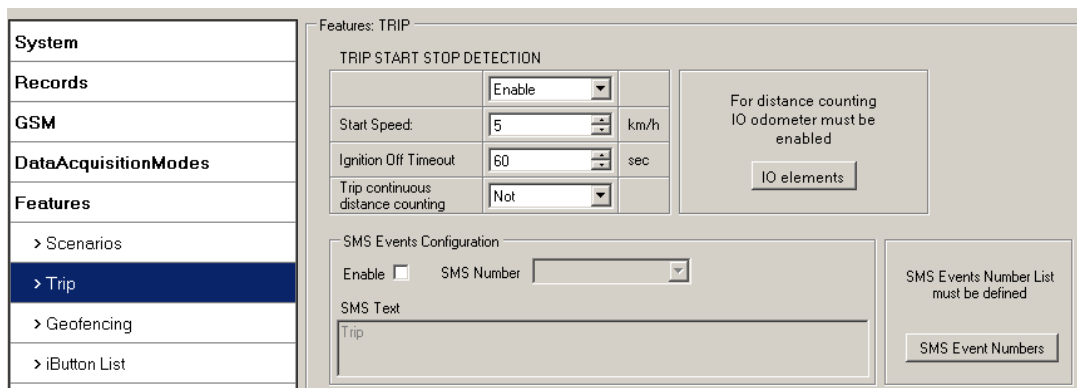 System
Records
GSM
DataAcquisitionModes
Features
> Scenarios
> Trip
> Geofencing
> iButton List
Features: TRIP
TRIP START STOP DETECTION
Enable
Start Speed:
5
km/h
Ignition Off Timeout
60
sec
Trip continuous
distance counting
Not
For distance counting
IO odometer must be
enabled
IO elements
SMS Events Configuration
Enable
SMS Number
SMS Text
Trip
SMS Events Number List
must be defined
SMS Event Numbers